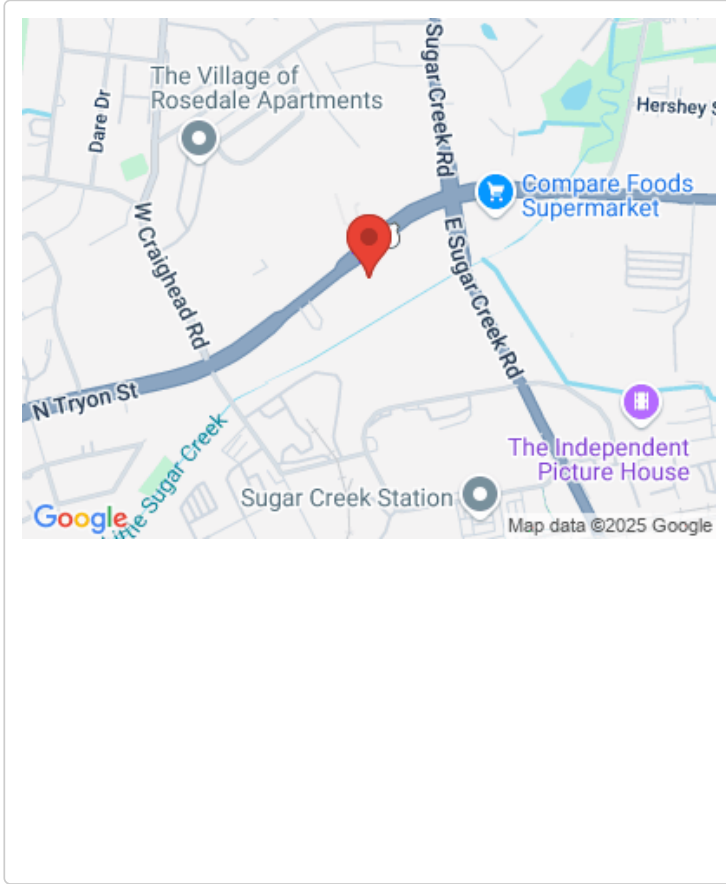 The Village of
Rosedale Apartments
Dare Dr
Sugar Creek Rd
Hershey S
Compare Foods
Supermarket
W Craighead Rd
E Sugar Creek Rd
N Tryon St
Little Sugar Creek
The Independent
Picture House
Sugar Creek Station
Google
Map data ©2025 Google